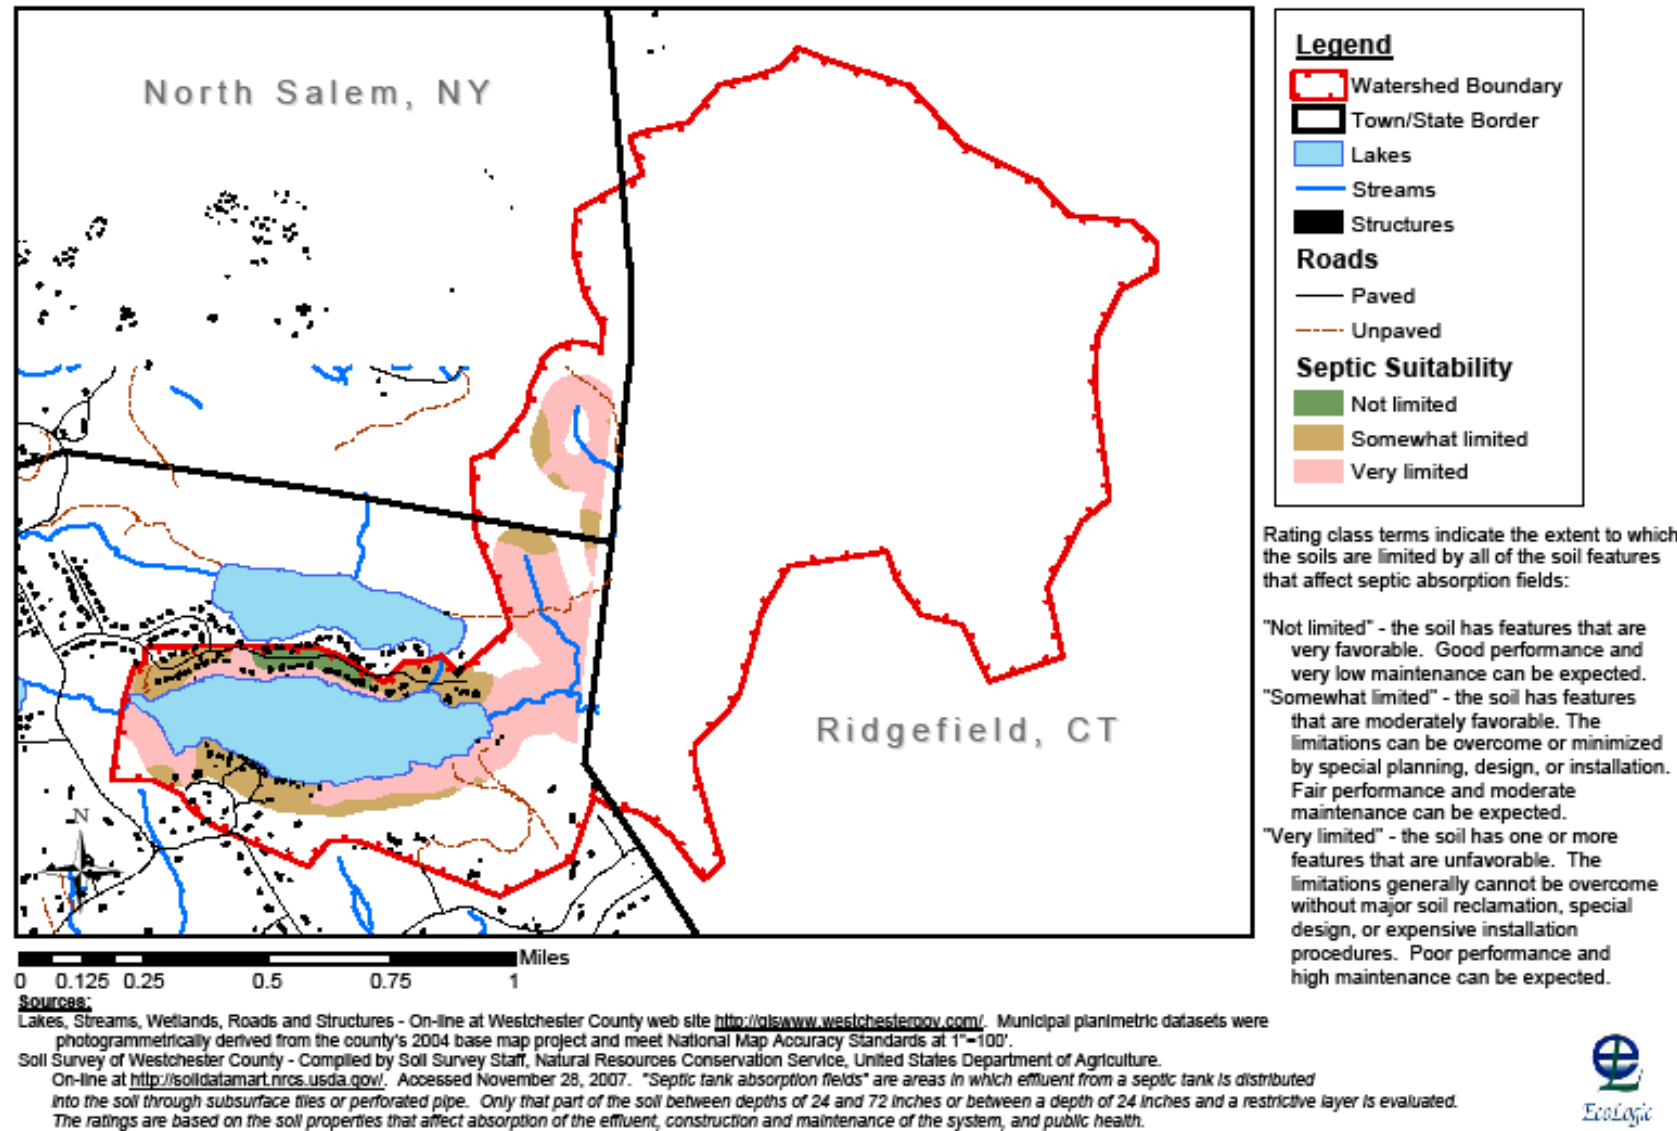 North Salem, NY
Ridgefield, CT
N
Legend
Watershed Boundary
Town/State Border
Lakes
Streams
Structures
Roads
Paved
Unpaved
Septic Suitability
Not limited
Somewhat limited
Very limited
Rating class terms indicate the extent to which
the soils are limited by all of the soil features
that affect septic absorption fields:
"Not limited" - the soil has features that are
very favorable. Good performance and
very low maintenance can be expected.
"Somewhat limited" - the soil has features
that are moderately favorable. The
limitations can be overcome or minimized
by special planning, design, or installation.
Fair performance and moderate
maintenance can be expected.
"Very limited" - the soil has one or more
features that are unfavorable. The
limitations generally cannot be overcome
without major soil reclamation, special
design, or expensive installation
procedures. Poor performance and
high maintenance can be expected.
Miles
0 0.125 0.25 0.5 0.75 1
Sources:
Lakes, Streams, Wetlands, Roads and Structures - On-line at Westchester County web site http://giswww.westchestergov.com/. Municipal planimetric datasets were
photogrammetrically derived from the county's 2004 base map project and meet National Map Accuracy Standards at 1"=100'.
Soil Survey of Westchester County - Compiled by Soil Survey Staff, Natural Resources Conservation Service, United States Department of Agriculture.
On-line at http://soildatamart.nrcs.usda.gov/. Accessed November 28, 2007. "Septic tank absorption fields" are areas in which effluent from a septic tank is distributed
into the soil through subsurface tiles or perforated pipe. Only that part of the soil between depths of 24 and 72 inches or between a depth of 24 inches and a restrictive layer is evaluated.
The ratings are based on the soil properties that affect absorption of the effluent, construction and maintenance of the system, and public health.
EcoLogic